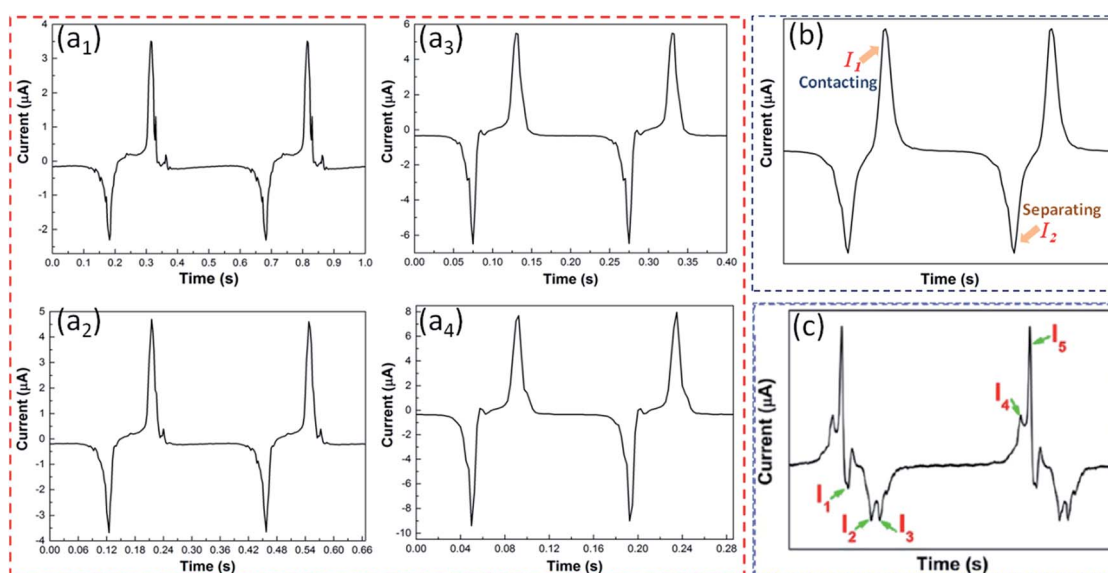 (a1)
4
3
2
1
0
-1
-2
Current (μA)
0.0 0.1 0.2 0.3 0.4 0.5 0.6 0.7 0.8 0.9 1.0
Time (s)
(a3)
6
4
2
0
-2
-4
-6
Current (μA)
0.00 0.05 0.10 0.15 0.20 0.25 0.30 0.35 0.40
Time (s)
(b)
I1
Contacting
Separating
I2
Current (μA)
Time (s)
(a2)
5
4
3
2
1
0
-1
-2
-3
-4
Current (μA)
0.00 0.06 0.12 0.18 0.24 0.30 0.36 0.42 0.48 0.54 0.60 0.66
Time (s)
(a4)
8
6
4
2
0
-2
-4
-6
-8
-10
Current (μA)
0.00 0.04 0.08 0.12 0.16 0.20 0.24 0.28
Time (s)
(c)
I5
I4
I1
I2
I3
Current (μA)
Time (s)